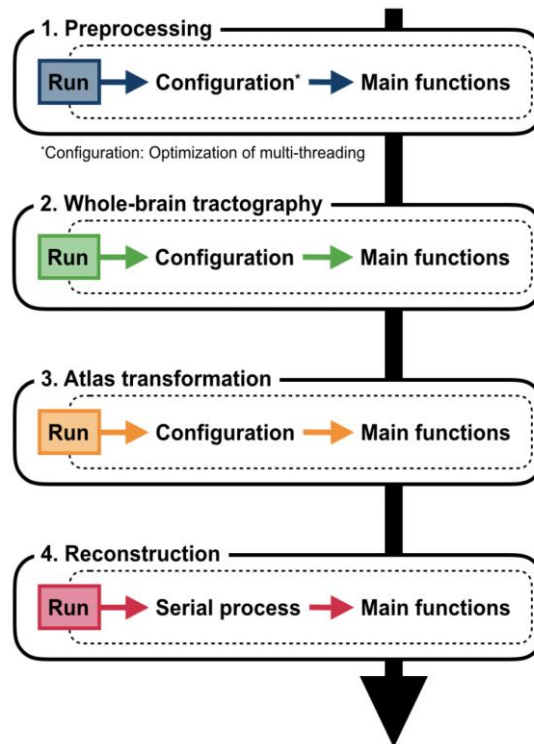 1. Preprocessing
Run Configuration* Main functions
*Configuration: Optimization of multi-threading
2. Whole-brain tractography
Run Configuration Main functions
3. Atlas transformation
Run Configuration Main functions
4. Reconstruction
Run Serial process Main functions